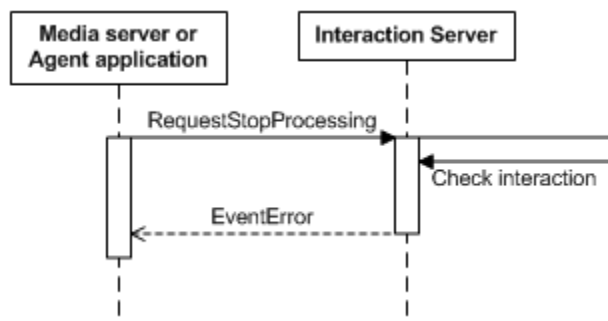 Media server or
Agent application
Interaction Server
RequestStopProcessing
Check interaction
EventError